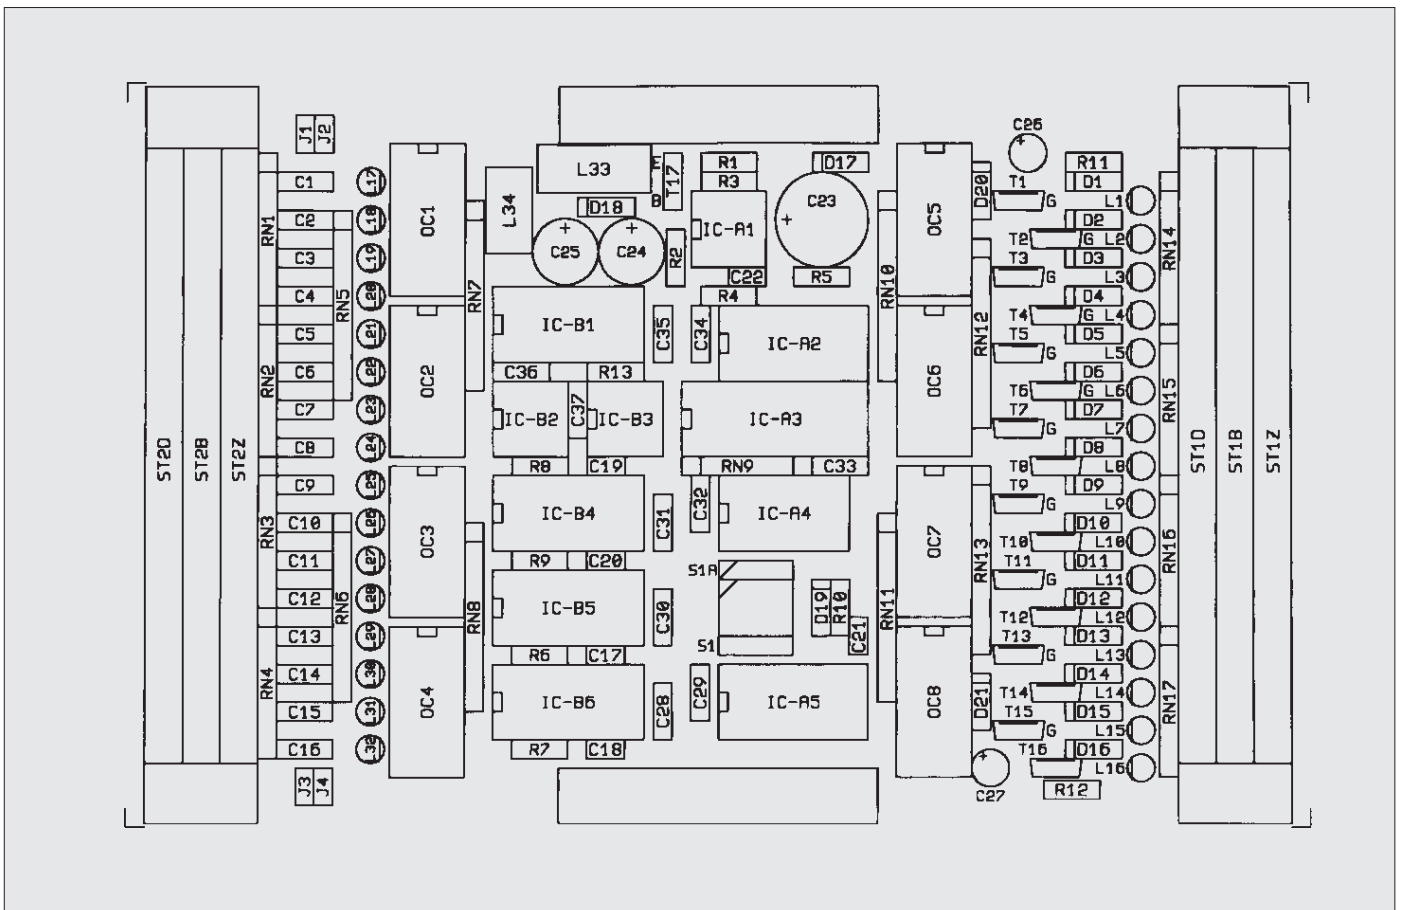 J1
J2
C26
C1
L17
OC1
L33
E
B
T17
R1
R3
D17
C23
OC5
D20
R11
D1
T1
G
L1
C2
L18
L34
D18
IC-A1
D2
T2
G
L2
RN1
RN14
C3
L19
C25
C24
R2
C22
R5
D3
T3
G
L3
C4
L20
RN5
RN7
R4
RN10
D4
T4
G
L4
C5
L21
IC-B1
C35
C34
IC-A2
RN12
D5
T5
G
L5
C6
L22
RN2
OC2
C36
R13
OC6
D6
T6
G
L6
RN15
C7
L23
IC-B2
C37
IC-B3
IC-A3
D7
T7
G
L7
C8
L24
R8
C19
RN9
C33
D8
T8
G
L8
ST2D
ST2B
ST2Z
ST1D
ST1B
ST1Z
C9
L25
D9
T9
G
L9
C10
L26
RN3
OC3
IC-B4
C31
C32
IC-A4
OC7
RN13
D10
T10
G
L10
RN16
C11
L27
R9
C20
S1A
D11
T11
G
L11
C12
L28
RN6
RN8
IC-B5
C30
D19
R10
RN11
D12
T12
G
L12
C13
L29
S1
C21
D13
T13
G
L13
R6
C17
C14
L30
RN4
OC4
IC-B6
C28
C29
IC-A5
OC8
D21
D14
T14
G
L14
RN17
C15
L31
D15
T15
G
L15
C16
L32
R7
C18
D16
T16
L16
J3
J4
C27
R12